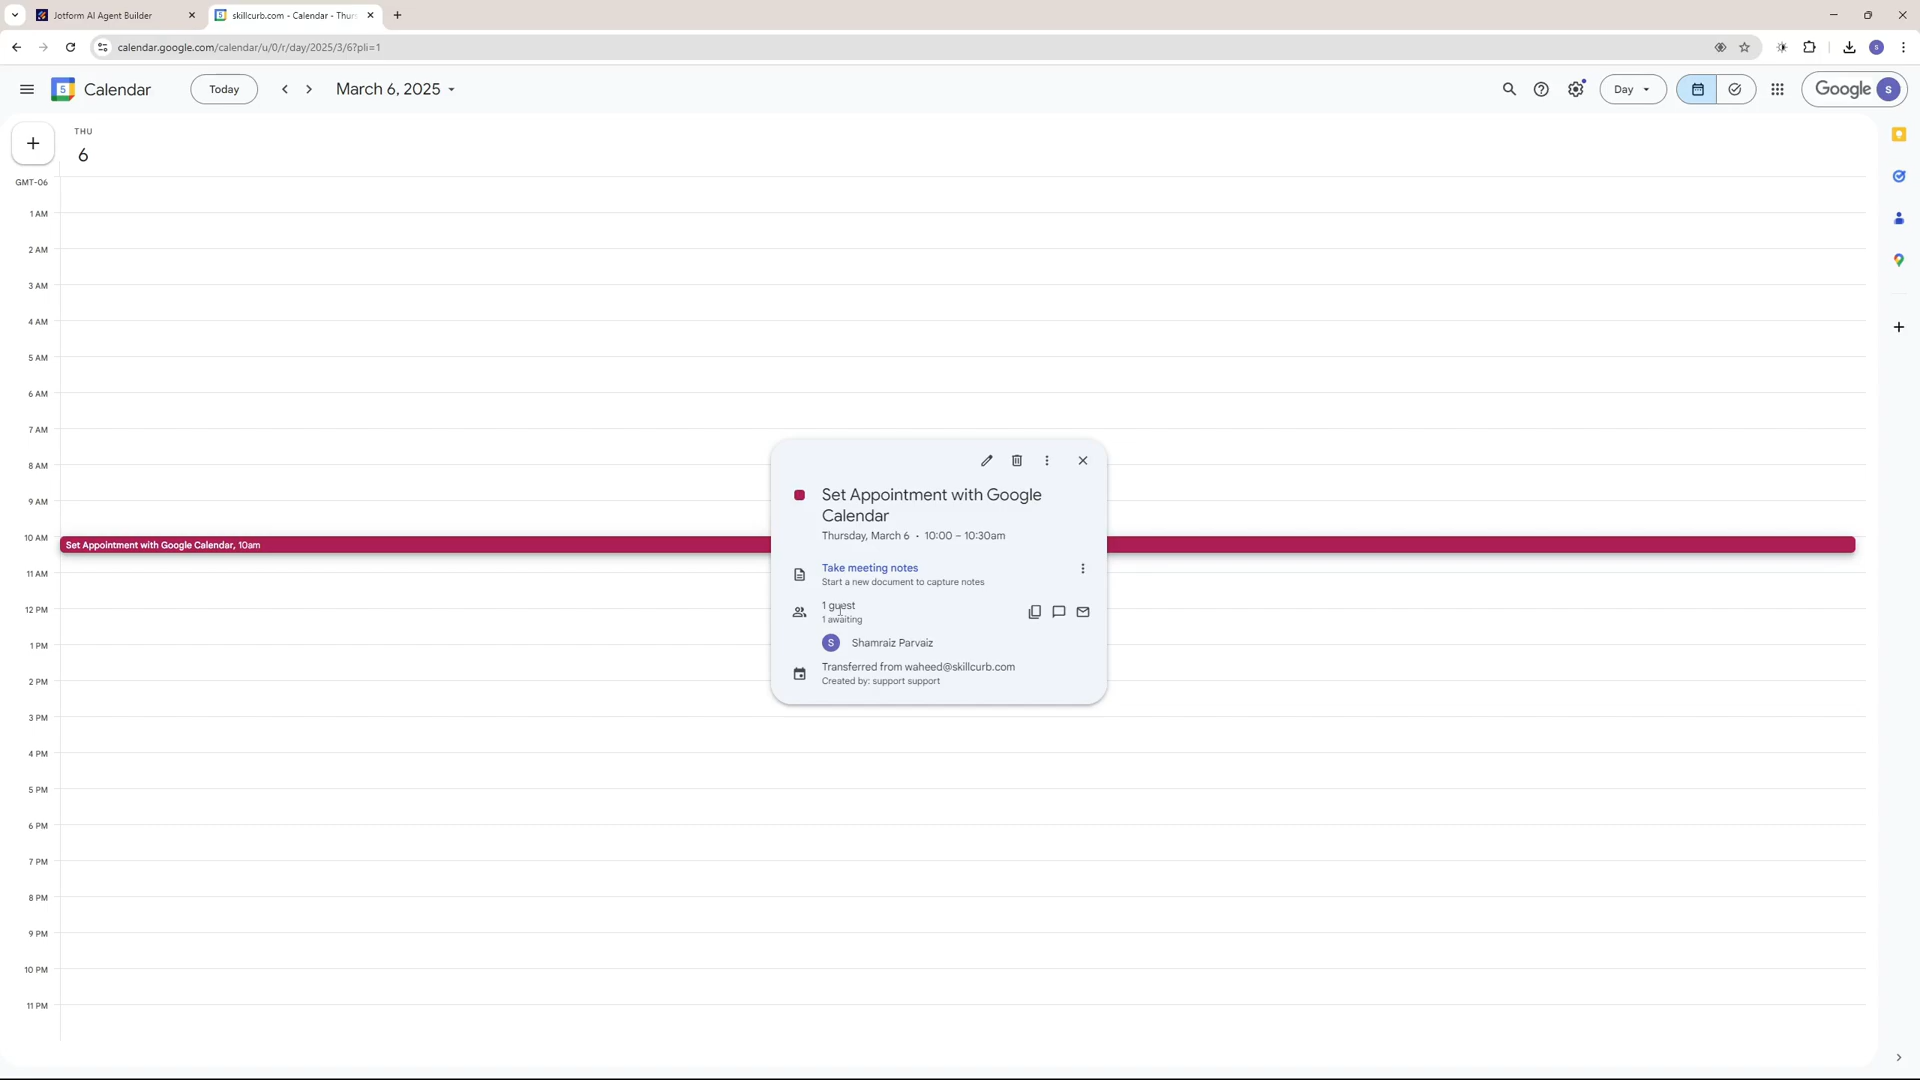 Jotform AI Agent Builder
skillcurb.com - Calendar - Thurs
calendar.google.com/calendar/u/0/r/day/2025/3/6?pli=1
S
5
Calendar
Today
March 6, 2025
Day
Google
S
THU
6
GMT-06
1 AM
2 AM
3 AM
4 AM
5 AM
6 AM
7 AM
8 AM
9 AM
10 AM
Set Appointment with Google Calendar, 10am
11 AM
12 PM
1 PM
2 PM
3 PM
4 PM
5 PM
6 PM
7 PM
8 PM
9 PM
10 PM
11 PM
Set Appointment with Google
Calendar
Thursday, March 6 • 10:00 – 10:30am
Take meeting notes
Start a new document to capture notes
1 guest
1 awaiting
S
Shamraiz Parvaiz
Transferred from waheed@skillcurb.com
Created by: support support